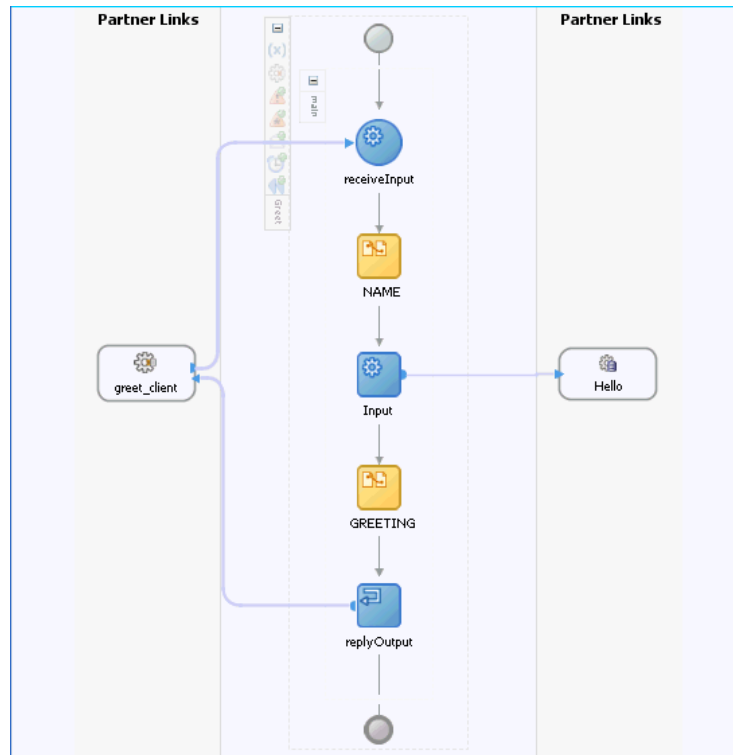 Partner Links
Partner Links
(x)
main
Greet
receiveInput
NAME
greet_client
Input
Hello
GREETING
replyOutput